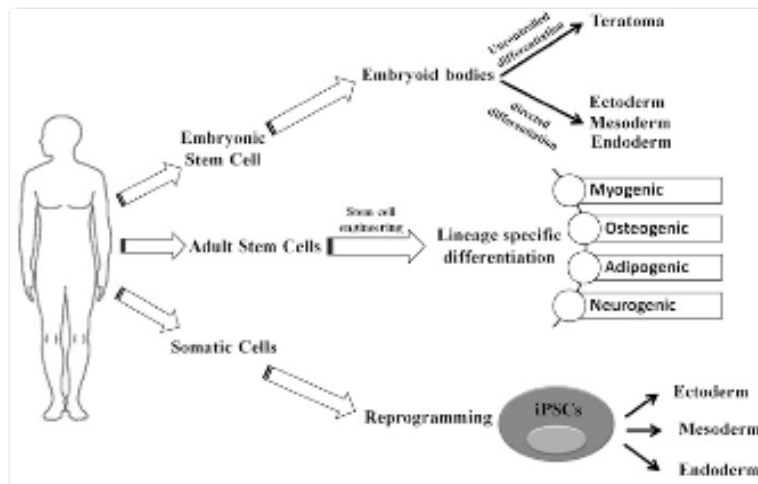 Uncontrolled
differentiation
Teratoma
Embryoid bodies
directed
differentiation
Ectoderm
Mesoderm
Endoderm
Embryonic
Stem Cell
Myogenic
Osteogenic
Adipogenic
Neurogenic
Stem cell
engineering
Adult Stem Cells
Lineage specific
differentiation
Somatic Cells
Reprogramming
iPSCs
Ectoderm
Mesoderm
Endoderm